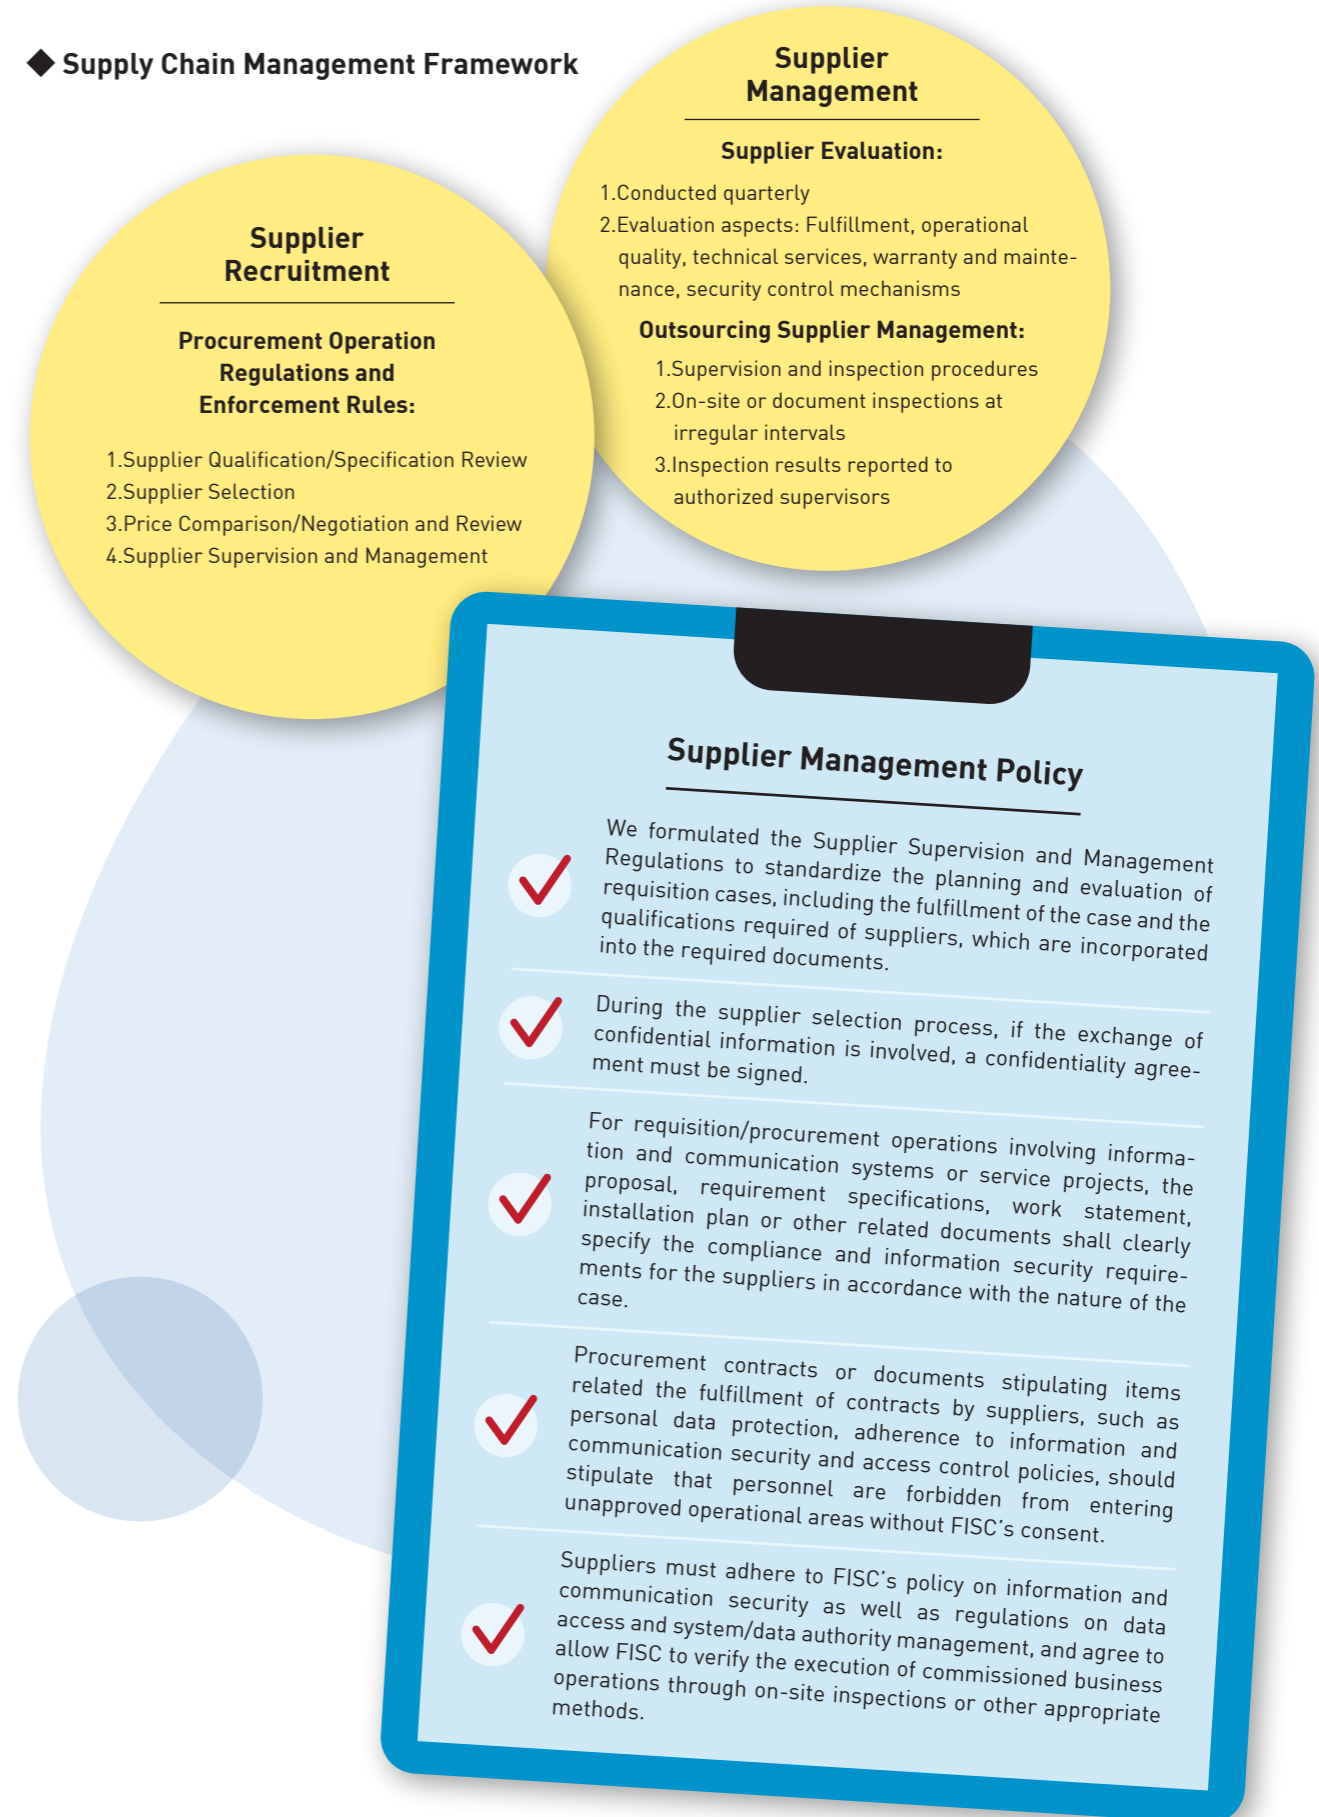 ◆ Supply Chain Management Framework
Supplier
Recruitment
Procurement Operation
Regulations and
Enforcement Rules:
1.Supplier Qualification/Specification Review
2.Supplier Selection
3.Price Comparison/Negotiation and Review
4.Supplier Supervision and Management
Supplier
Management
Supplier Evaluation:
1.Conducted quarterly
2.Evaluation aspects: Fulfillment, operational
quality, technical services, warranty and mainte-
nance, security control mechanisms
Outsourcing Supplier Management:
1.Supervision and inspection procedures
2.On-site or document inspections at
irregular intervals
3.Inspection results reported to
authorized supervisors
Supplier Management Policy
We formulated the Supplier Supervision and Management
Regulations to standardize the planning and evaluation of
requisition cases, including the fulfillment of the case and the
qualifications required of suppliers, which are incorporated
into the required documents.
During the supplier selection process, if the exchange of
confidential information is involved, a confidentiality agree-
ment must be signed.
For requisition/procurement operations involving informa-
tion and communication systems or service projects, the
proposal, requirement specifications, work statement,
installation plan or other related documents shall clearly
specify the compliance and information security require-
ments for the suppliers in accordance with the nature of the
case.
Procurement contracts or documents stipulating items
related the fulfillment of contracts by suppliers, such as
personal data protection, adherence to information and
communication security and access control policies, should
stipulate that personnel are forbidden from entering
unapproved operational areas without FISC's consent.
Suppliers must adhere to FISC's policy on information and
communication security as well as regulations on data
access and system/data authority management, and agree to
allow FISC to verify the execution of commissioned business
operations through on-site inspections or other appropriate
methods.